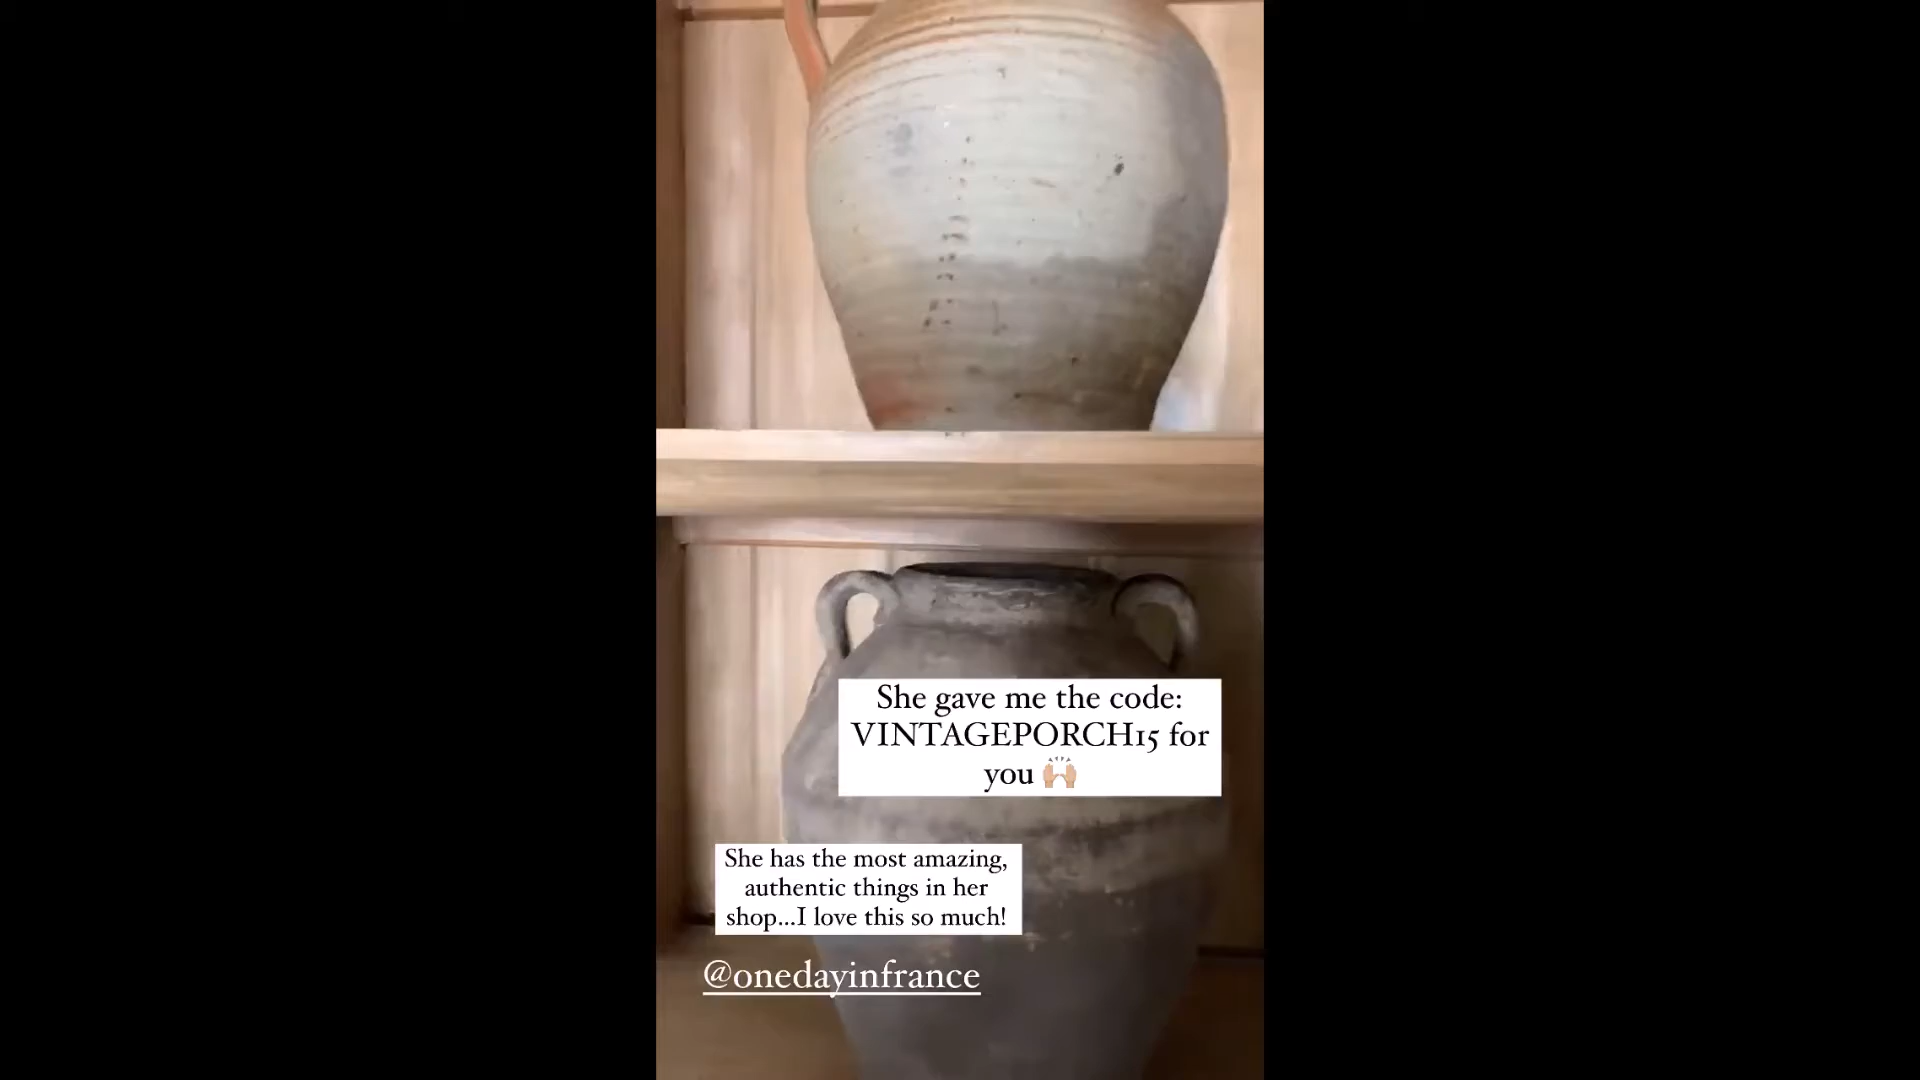 She gave me the code:
VINTAGEPORCH15 for
you 🙌🏼
She has the most amazing,
authentic things in her
shop...I love this so much!
@onedayinfrance